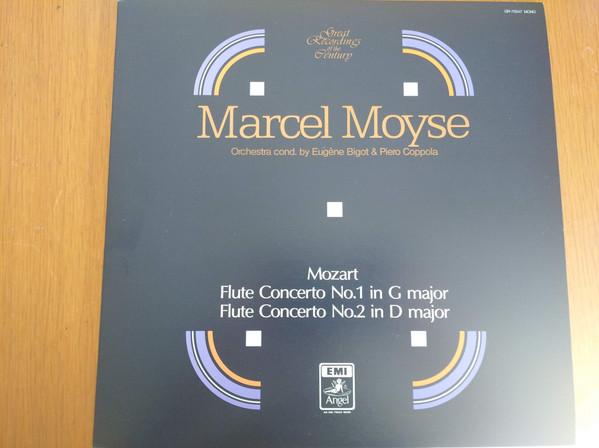 Great
Recordings
of the
Century
Marcel Moyse
Orchestra cond. by Eugène Bigot & Piero Coppola
Mozart
Flute Concerto No.1 in G major
Flute Concerto No.2 in D major
EMI
Angel